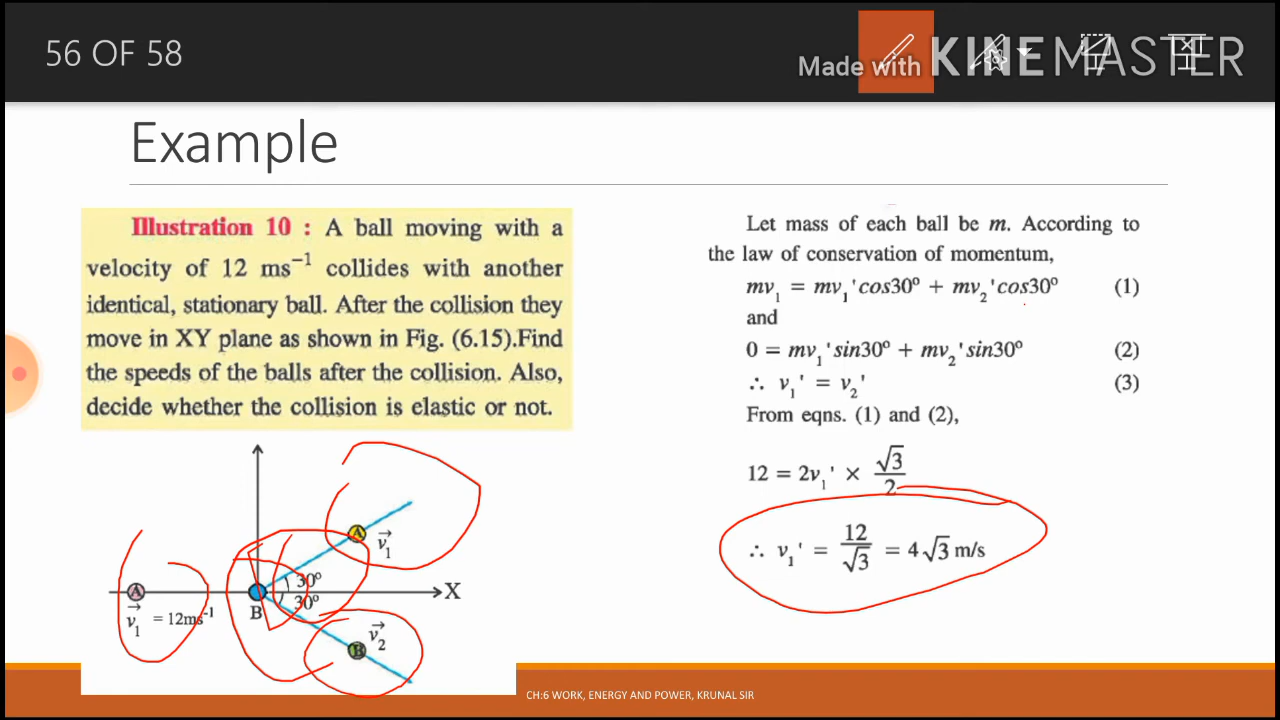 56 OF 58
Made with KINEMASTER
Example
Illustration 10 : A ball moving with a
velocity of 12 ms⁻¹ collides with another
identical, stationary ball. After the collision they
move in XY plane as shown in Fig. (6.15).Find
the speeds of the balls after the collision. Also,
decide whether the collision is elastic or not.
A
v⃗₁
30°
X
A
B
30°
v⃗₁ = 12ms⁻¹
v⃗₂
B
Let mass of each ball be m. According to
the law of conservation of momentum,
mv₁ = mv₁'cos30° + mv₂'cos30° (1)
and
0 = mv₁'sin30° + mv₂'sin30° (2)
∴ v₁' = v₂' (3)
From eqns. (1) and (2),
12 = 2v₁' × √3/2
∴ v₁' = 12/√3 = 4√3 m/s
CH:6 WORK, ENERGY AND POWER, KRUNAL SIR